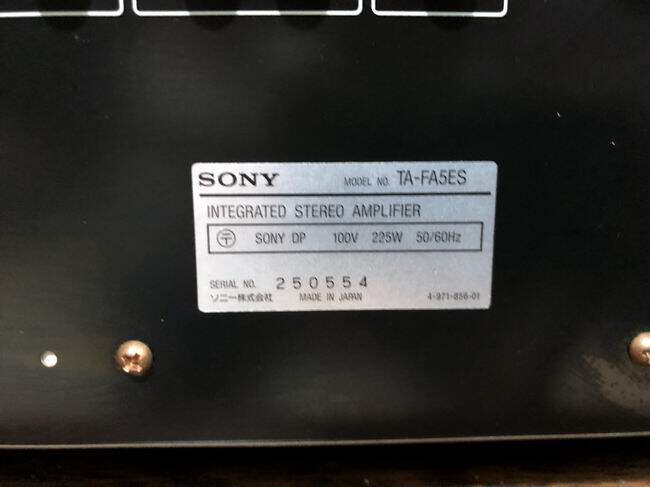 SONY MODEL NO. TA-FA5ES
INTEGRATED STEREO AMPLIFIER
〒 SONY DP 100V 225W 50/60Hz
SERIAL NO. 250554
ソニー株式会社 MADE IN JAPAN 4-971-856-01